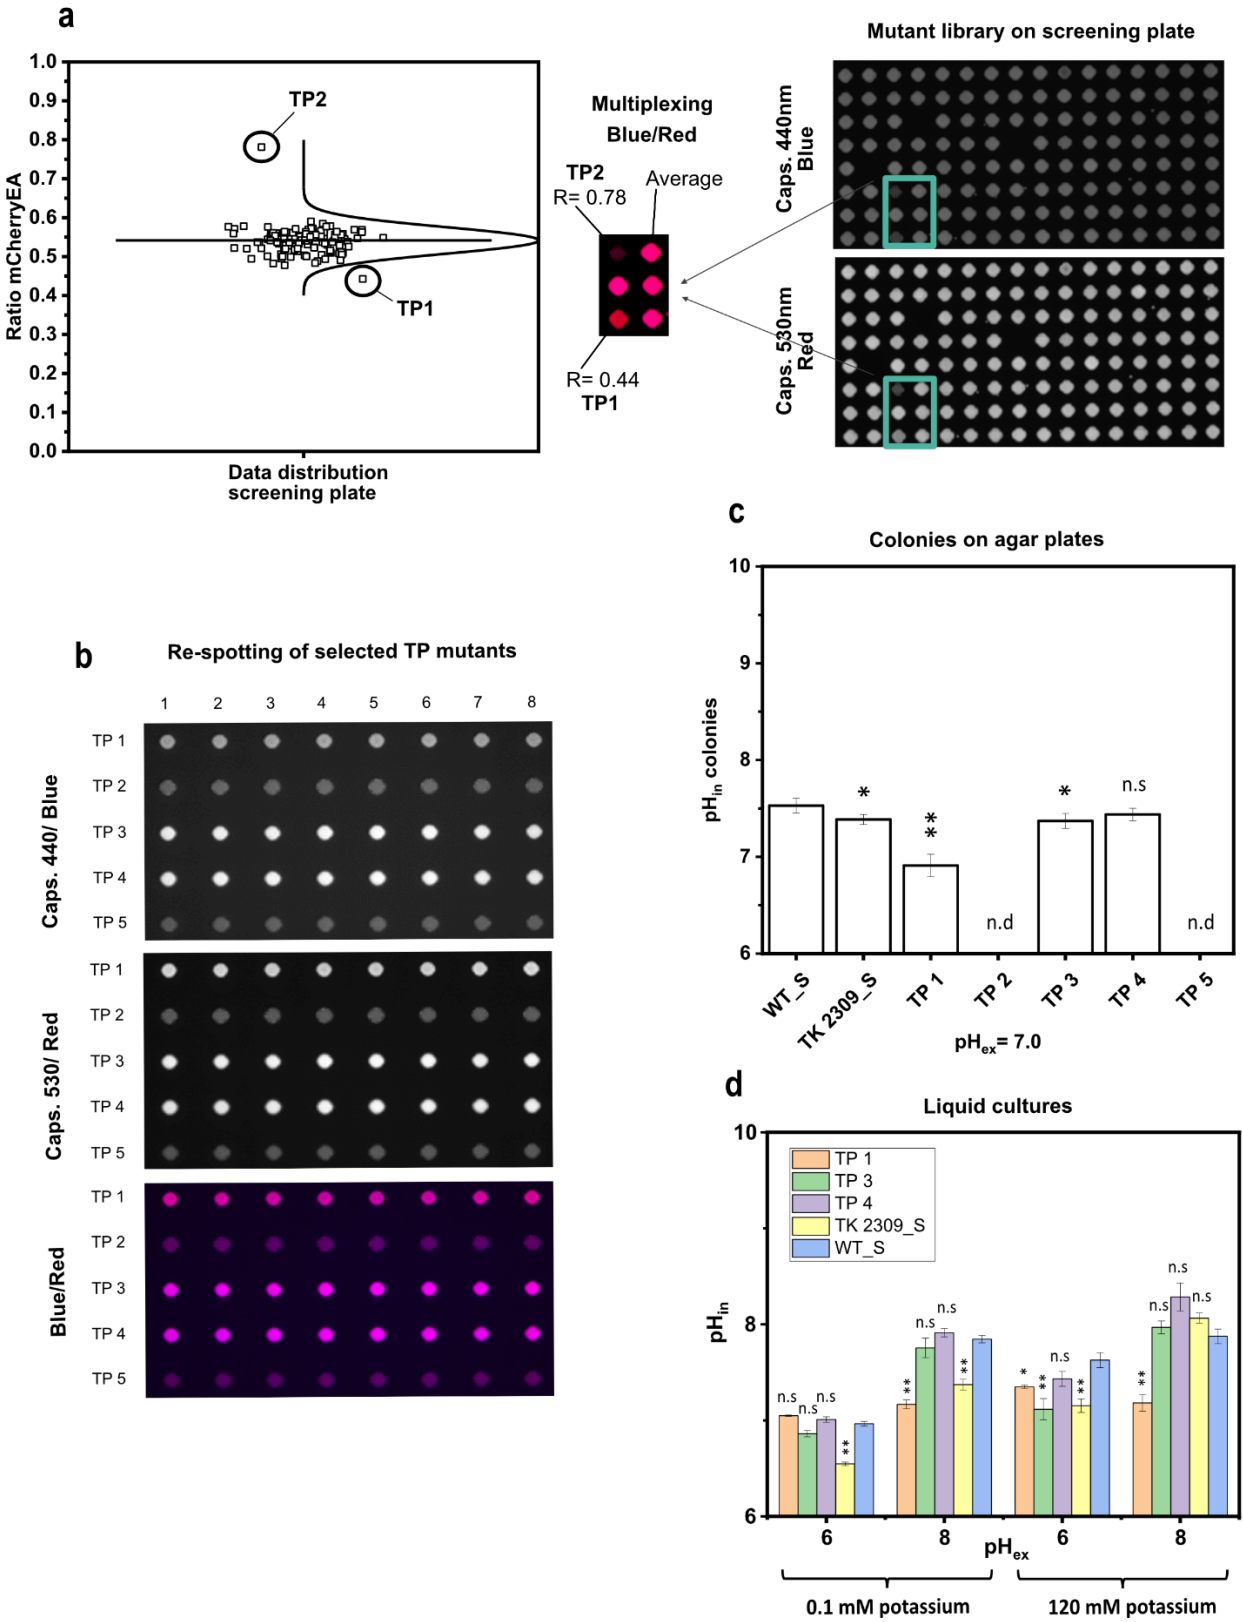 a
Mutant library on screening plate
1.0
0.9
0.8
0.7
0.6
0.5
0.4
0.3
0.2
0.1
0.0
Ratio mCherryEA
TP2
TP1
Data distribution
screening plate
Multiplexing
Blue/Red
TP2
R= 0.78
Average
R= 0.44
TP1
Caps. 440nm
Blue
Caps. 530nm
Red
b
Re-spotting of selected TP mutants
1 2 3 4 5 6 7 8
Caps. 440/ Blue
TP 1
TP 2
TP 3
TP 4
TP 5
Caps. 530/ Red
TP 1
TP 2
TP 3
TP 4
TP 5
Blue/Red
TP 1
TP 2
TP 3
TP 4
TP 5
c
Colonies on agar plates
10
9
8
7
6
pHin colonies
*
**
n.d
*
n.s
n.d
WT_S
TK 2309_S
TP 1
TP 2
TP 3
TP 4
TP 5
pHex= 7.0
d
Liquid cultures
10
8
6
pHin
TP 1
TP 3
TP 4
TK 2309_S
WT_S
n.s n.s n.s **
** n.s n.s **
* ** n.s **
** n.s n.s n.s
6 8 6 8
pHex
0.1 mM potassium 120 mM potassium